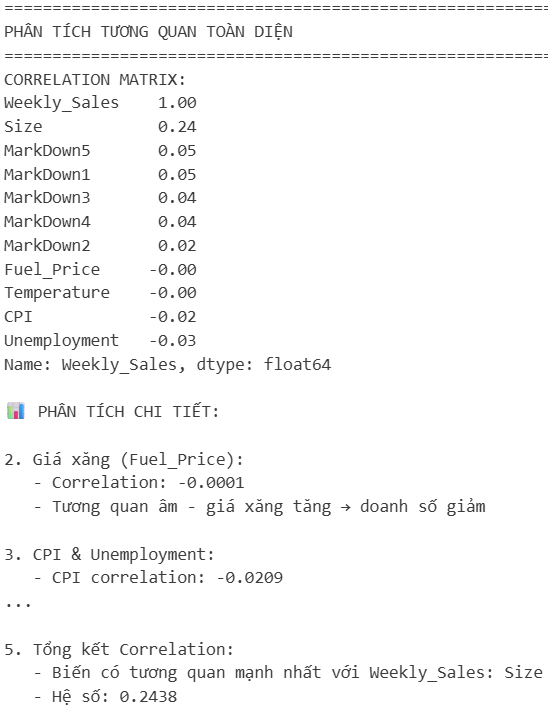 ======================================================
PHÂN TÍCH TƯƠNG QUAN TOÀN DIỆN
======================================================
CORRELATION MATRIX:
Weekly_Sales    1.00
Size            0.24
MarkDown5       0.05
MarkDown1       0.05
MarkDown3       0.04
MarkDown4       0.04
MarkDown2       0.02
Fuel_Price     -0.00
Temperature    -0.00
CPI            -0.02
Unemployment   -0.03
Name: Weekly_Sales, dtype: float64
📊 PHÂN TÍCH CHI TIẾT:
2. Giá xăng (Fuel_Price):
   - Correlation: -0.0001
   - Tương quan âm - giá xăng tăng → doanh số giảm
3. CPI & Unemployment:
   - CPI correlation: -0.0209
...
5. Tổng kết Correlation:
   - Biến có tương quan mạnh nhất với Weekly_Sales: Size
   - Hệ số: 0.2438